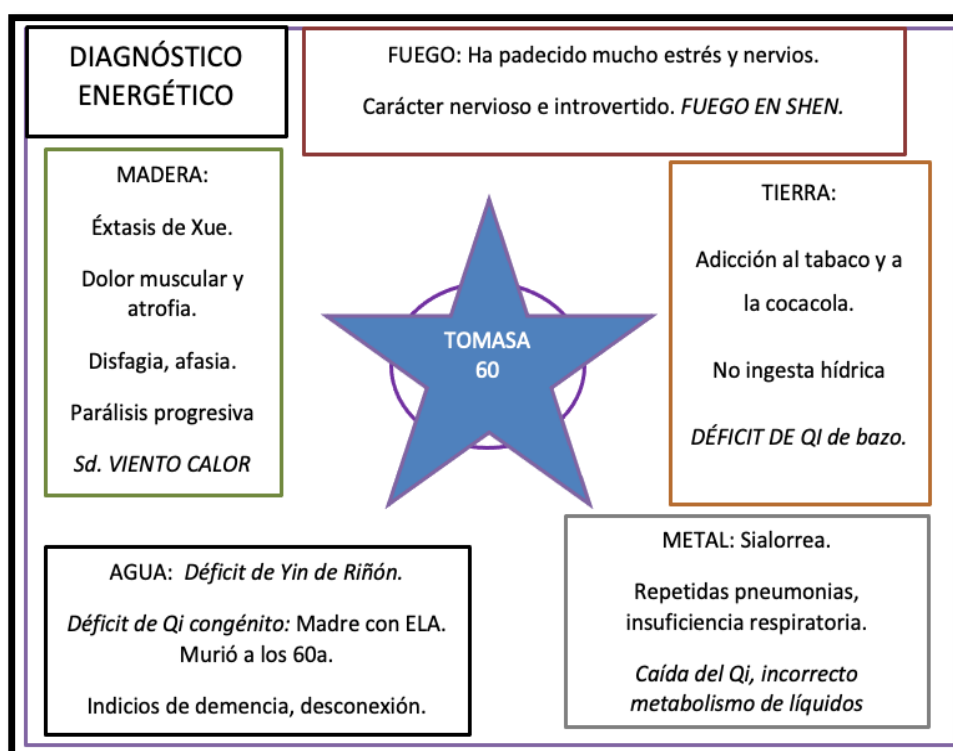 DIAGNÓSTICO
ENERGÉTICO
FUEGO: Ha padecido mucho estrés y nervios.
Carácter nervioso e introvertido. FUEGO EN SHEN.
MADERA:
Éxtasis de Xue.
Dolor muscular y
atrofia.
Disfagia, afasia.
Parálisis progresiva
Sd. VIENTO CALOR
TOMASA
60
TIERRA:
Adicción al tabaco y a
la cocacola.
No ingesta hídrica
DÉFICIT DE QI de bazo.
AGUA: Déficit de Yin de Riñón.
Déficit de Qi congénito: Madre con ELA.
Murió a los 60a.
Indicios de demencia, desconexión.
METAL: Sialorrea.
Repetidas pneumonias,
insuficiencia respiratoria.
Caída del Qi, incorrecto
metabolismo de líquidos